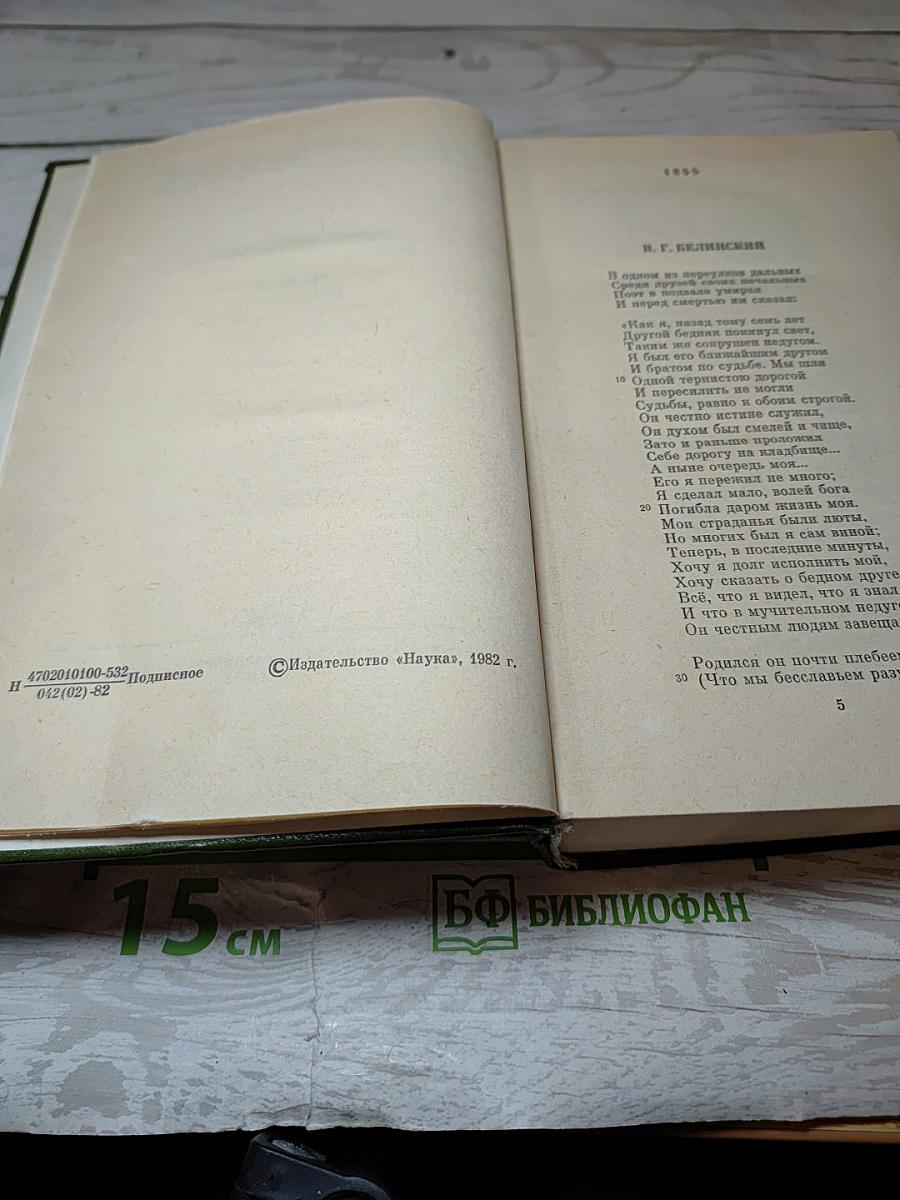 Н 4702010100-532 Подписное
042(02)-82
©Издательство «Наука», 1982 г.
1855
В. Г. БЕЛИНСКИЙ
В одном из переулков дальных
Среди друзей своих печальных
Поэт в подвале умирал
И перед смертью им сказал:
«Как я, назад тому семь лет
Другой бедняк покинул свет,
Таким же сокрушен недугом.
Я был его ближайшим другом
И братом по судьбе. Мы шли
10 Одной тернистою дорогой
И пересилить не могли
Судьбы, равно к обоим строгой.
Он честно истине служил,
Он духом был смелей и чище,
Зато и раньше проложил
Себе дорогу на кладбище...
А ныне очередь моя...
Его я пережил не много;
Я сделал мало, волей бога
20 Погибла даром жизнь моя.
Мои страданья были люты,
Но многих был я сам виной;
Теперь, в последние минуты,
Хочу я долг исполнить мой,
Хочу сказать о бедном друге
Всё, что я видел, что я знал
И что в мучительном недуг
Он честным людям завеща
Родился он почти плебеем
30 (Что мы бесславьем разу
5
15 см
БФ БИБЛИОФАН